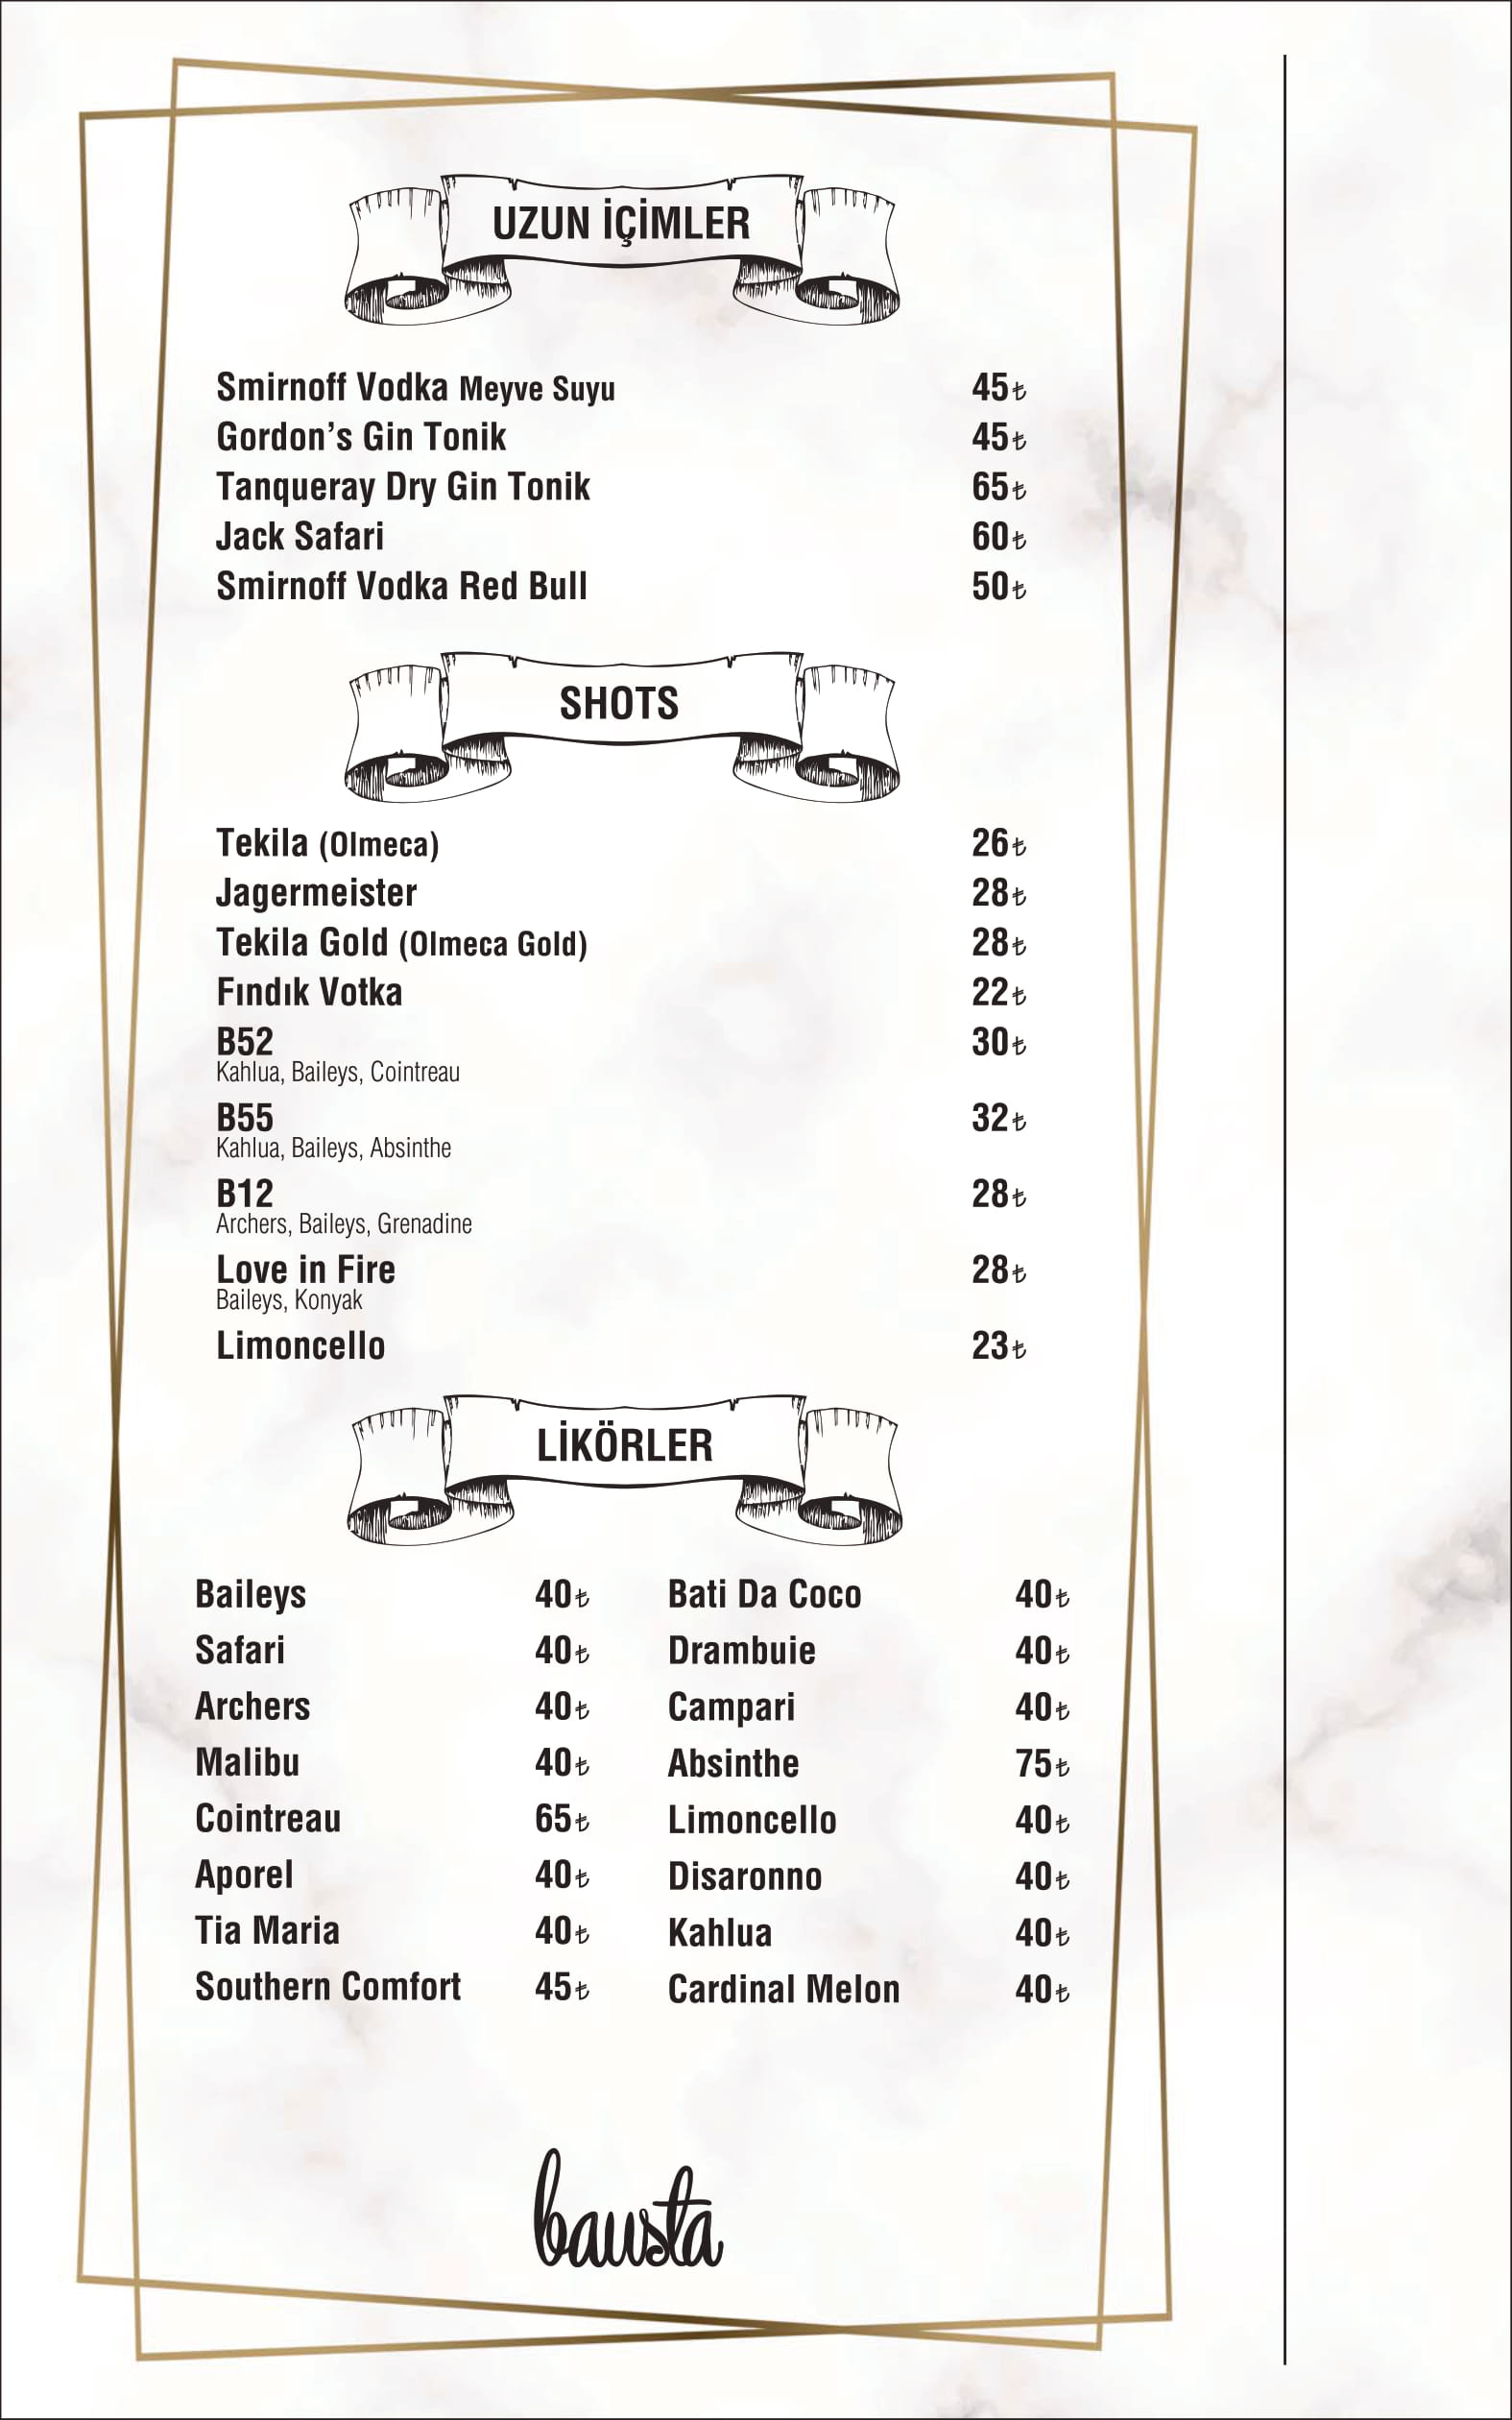 UZUN İÇİMLER
Smirnoff Vodka Meyve Suyu 45₺
Gordon’s Gin Tonik 45₺
Tanqueray Dry Gin Tonik 65₺
Jack Safari 60₺
Smirnoff Vodka Red Bull 50₺
SHOTS
Tekila (Olmeca) 26₺
Jagermeister 28₺
Tekila Gold (Olmeca Gold) 28₺
Fındık Votka 22₺
B52 30₺
Kahlua, Baileys, Cointreau
B55 32₺
Kahlua, Baileys, Absinthe
B12 28₺
Archers, Baileys, Grenadine
Love in Fire 28₺
Baileys, Konyak
Limoncello 23₺
LİKÖRLER
Baileys 40₺ Bati Da Coco 40₺
Safari 40₺ Drambuie 40₺
Archers 40₺ Campari 40₺
Malibu 40₺ Absinthe 75₺
Cointreau 65₺ Limoncello 40₺
Aporel 40₺ Disaronno 40₺
Tia Maria 40₺ Kahlua 40₺
Southern Comfort 45₺ Cardinal Melon 40₺
bausta